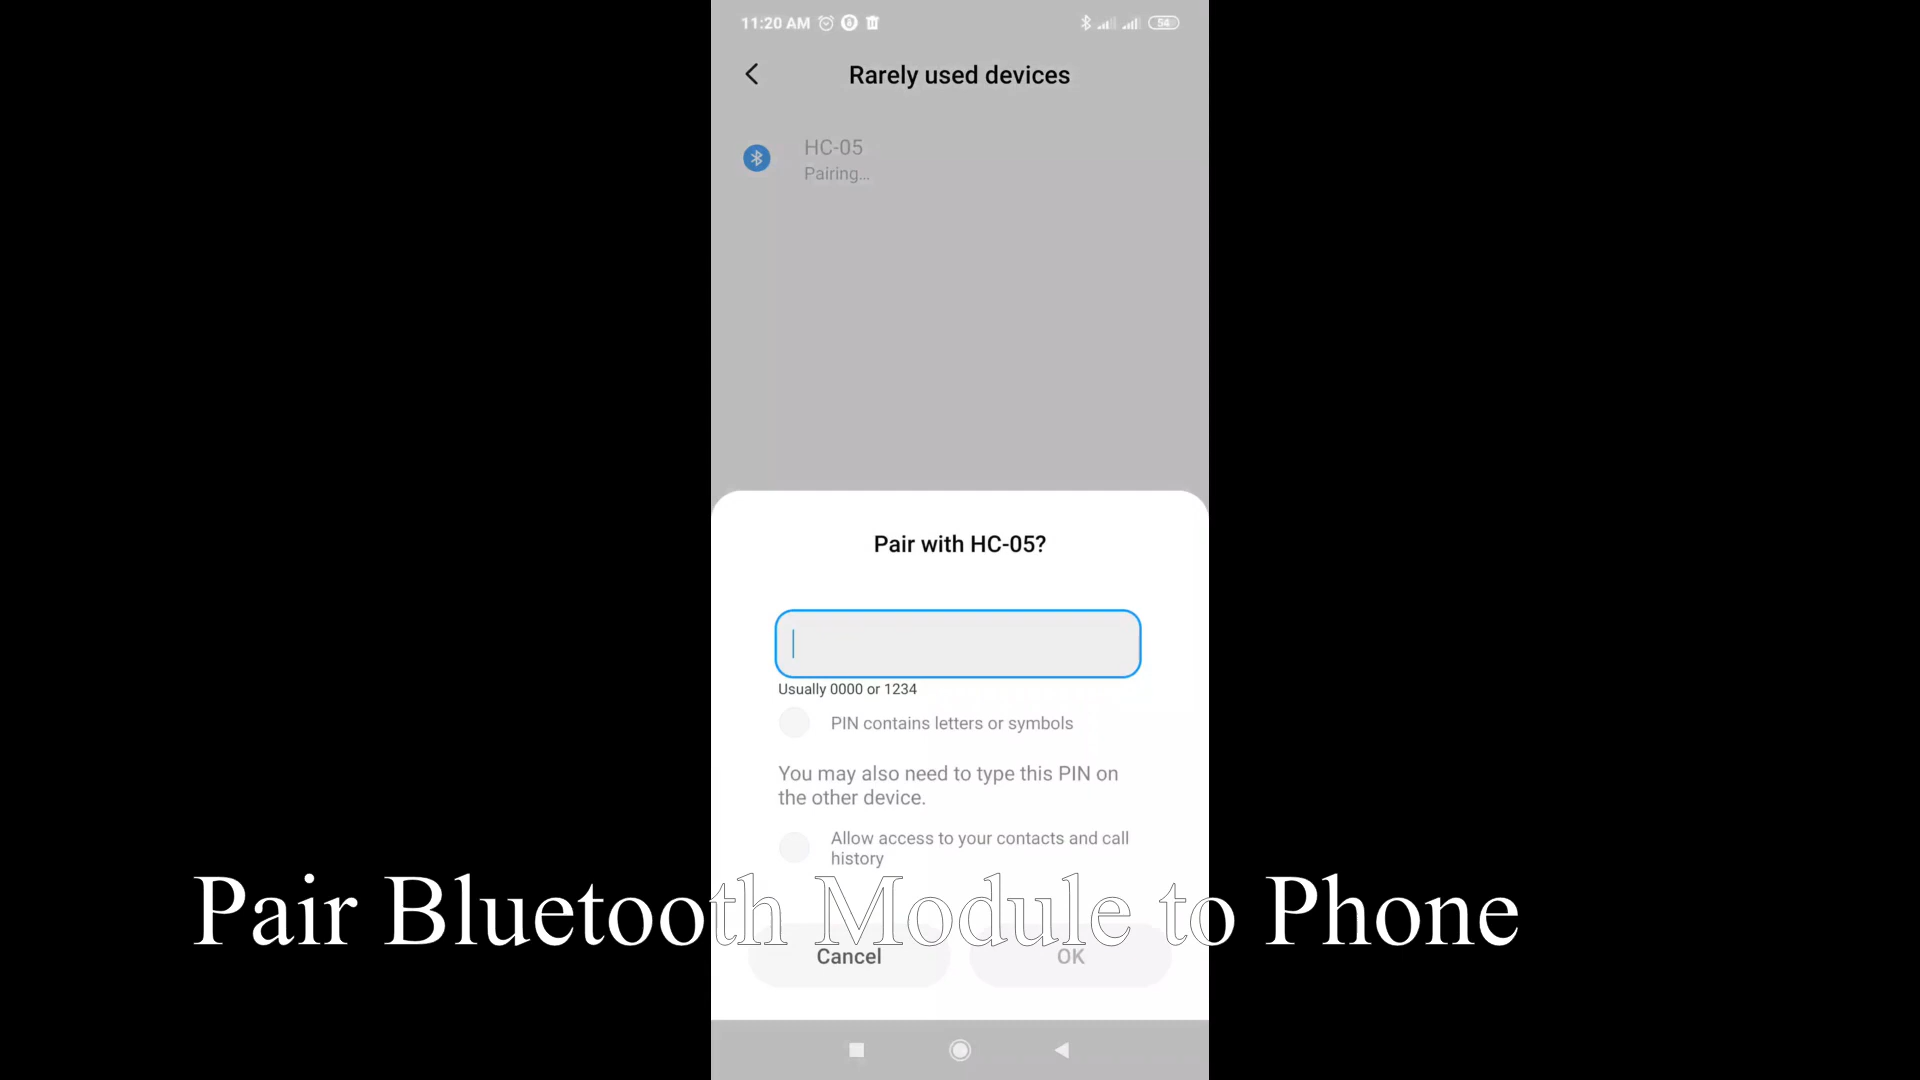 11:20 AM
54
Rarely used devices
HC-05
Pairing...
Pair with HC-05?
Usually 0000 or 1234
PIN contains letters or symbols
You may also need to type this PIN on
the other device.
Allow access to your contacts and call
history
Pair Bluetooth Module to Phone
Cancel
OK